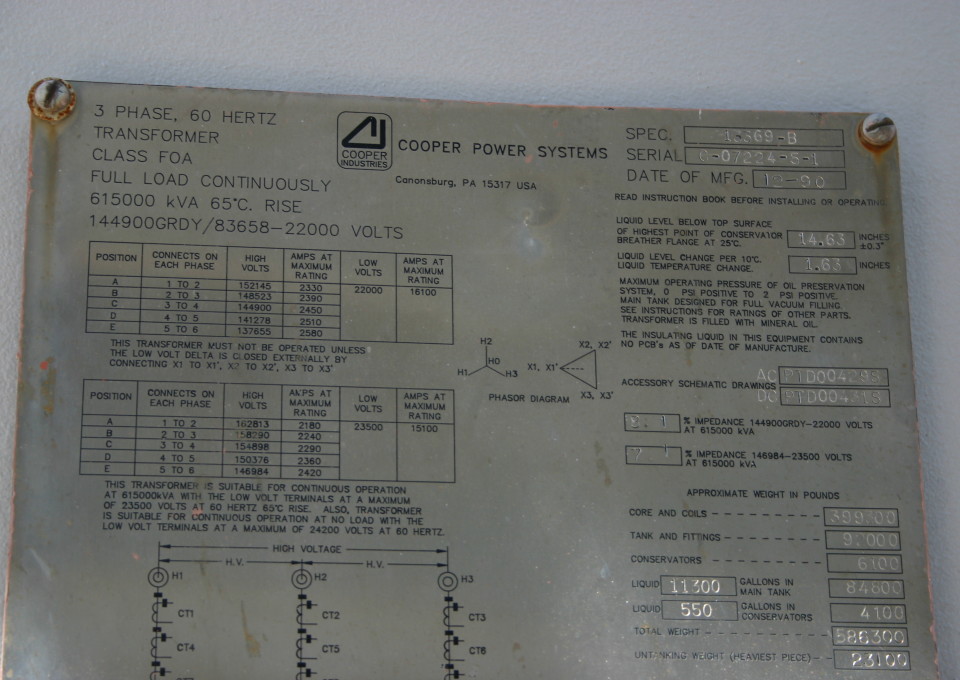 3 PHASE, 60 HERTZ
TRANSFORMER
CLASS FOA
FULL LOAD CONTINUOUSLY
615000 kVA 65°C. RISE
144900GRDY/83658-22000 VOLTS
COOPER
INDUSTRIES
COOPER POWER SYSTEMS
Canonsburg, PA 15317 USA
SPEC.
SERIAL
DATE OF MFG. 12-90
READ INSTRUCTION BOOK BEFORE INSTALLING OR OPERATING
LIQUID LEVEL BELOW TOP SURFACE
OF HIGHEST POINT OF CONSERVATOR 14.63 INCHES
BREATHER FLANGE AT 25°C. ±0.3"
LIQUID LEVEL CHANGE PER 10°C. 1.63 INCHES
LIQUID TEMPERATURE CHANGE.
MAXIMUM OPERATING PRESSURE OF OIL PRESERVATION
SYSTEM, 0 PSI POSITIVE TO 2 PSI POSITIVE.
MAIN TANK DESIGNED FOR FULL VACUUM FILLING.
SEE INSTRUCTIONS FOR RATINGS OF OTHER PARTS.
TRANSFORMER IS FILLED WITH MINERAL OIL.
THE INSULATING LIQUID IN THIS EQUIPMENT CONTAINS
NO PCB's AS OF DATE OF MANUFACTURE.
POSITION CONNECTS ON EACH PHASE HIGH VOLTS AMPS AT MAXIMUM RATING LOW VOLTS AMPS AT MAXIMUM RATING
A 1 TO 2 152145 2330 22000 16100
B 2 TO 3 148523 2390
C 3 TO 4 144900 2450
D 4 TO 5 141278 2510
E 5 TO 6 137655 2580
THIS TRANSFORMER MUST NOT BE OPERATED UNLESS
THE LOW VOLT DELTA IS CLOSED EXTERNALLY BY
CONNECTING X1 TO X1', X2 TO X2', X3 TO X3'
H2
H0
H1 H3
X2, X2'
X1, X1'
X3, X3'
PHASOR DIAGRAM
ACCESSORY SCHEMATIC DRAWINGS AC
DC
% IMPEDANCE 144900GRDY-22000 VOLTS
AT 615000 kVA
% IMPEDANCE 146984-23500 VOLTS
AT 615000 kVA
POSITION CONNECTS ON EACH PHASE HIGH VOLTS AMPS AT MAXIMUM RATING LOW VOLTS AMPS AT MAXIMUM RATING
A 1 TO 2 162813 2180 23500 15100
B 2 TO 3 158290 2240
C 3 TO 4 154898 2290
D 4 TO 5 150376 2360
E 5 TO 6 146984 2420
THIS TRANSFORMER IS SUITABLE FOR CONTINUOUS OPERATION
AT 615000kVA WITH THE LOW VOLT TERMINALS AT A MAXIMUM
OF 23500 VOLTS AT 60 HERTZ 65°C RISE. ALSO, TRANSFORMER
IS SUITABLE FOR CONTINUOUS OPERATION AT NO LOAD WITH THE
LOW VOLT TERMINALS AT A MAXIMUM OF 24200 VOLTS AT 60 HERTZ.
APPROXIMATE WEIGHT IN POUNDS
CORE AND COILS
TANK AND FITTINGS
CONSERVATORS 6100
LIQUID 11300 GALLONS IN MAIN TANK 84800
LIQUID 550 GALLONS IN CONSERVATORS 4100
TOTAL WEIGHT 586300
UNTANKING WEIGHT (HEAVIEST PIECE) 23100
HIGH VOLTAGE
H.V. H.V.
H1 H2 H3
CT1 CT2 CT3
CT4 CT5 CT6